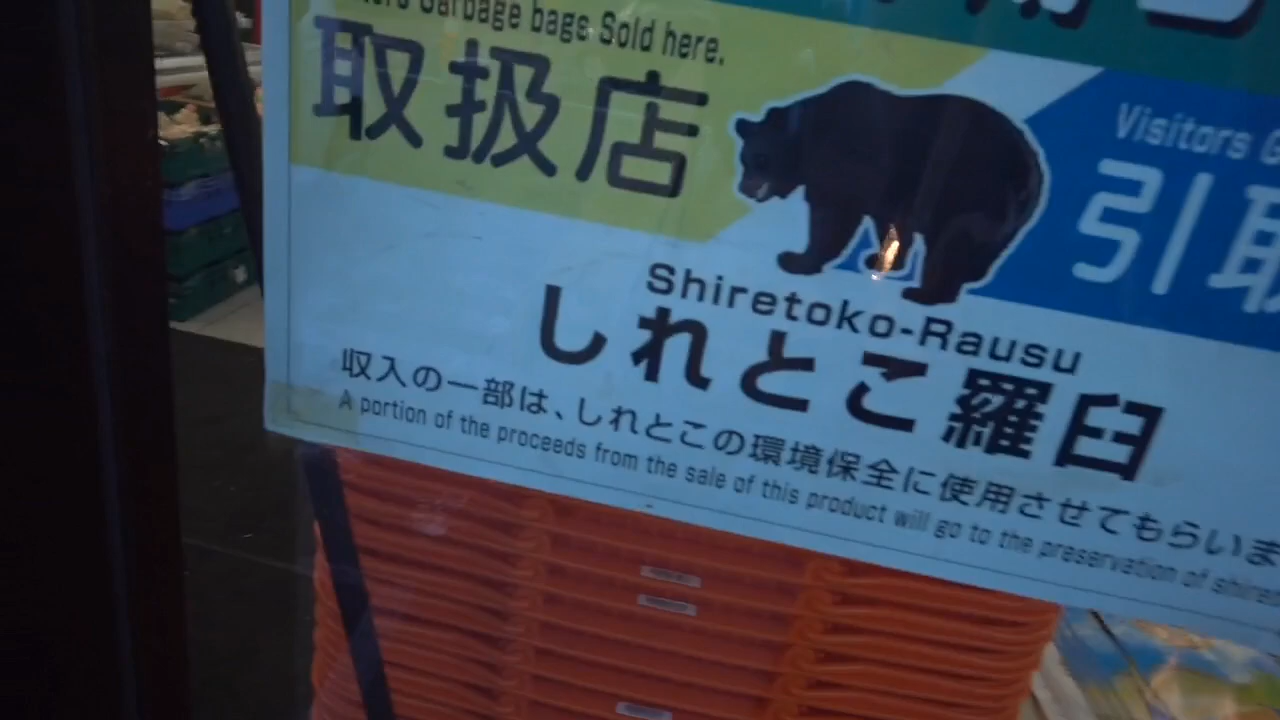 Garbage bags Sold here.
取扱店
Visitors
引取
Shiretoko-Rausu
しれとこ羅臼
収入の一部は、しれとこの環境保全に使用させてもらいま
A portion of the proceeds from the sale of this product will go to the preservation of